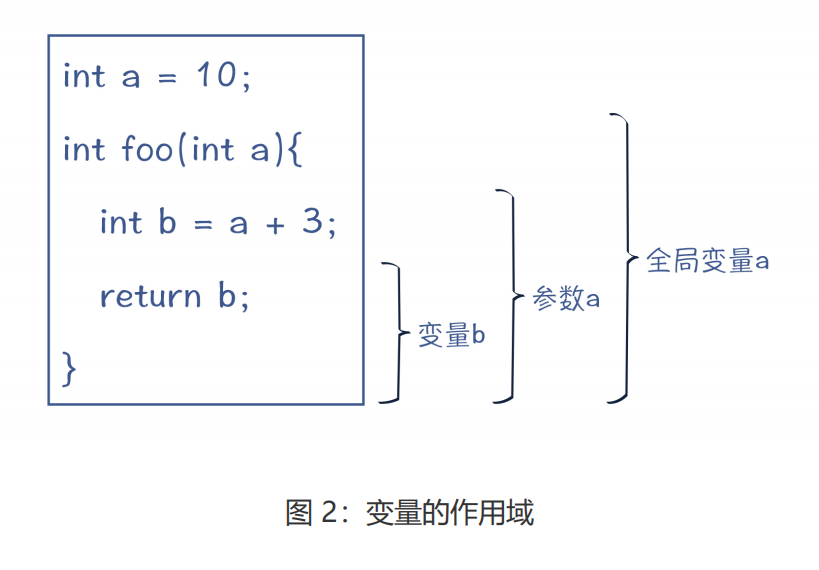 int a = 10;
int foo(int a){
int b = a + 3;
return b;
}
全局变量a
参数a
变量b
图 2：变量的作用域